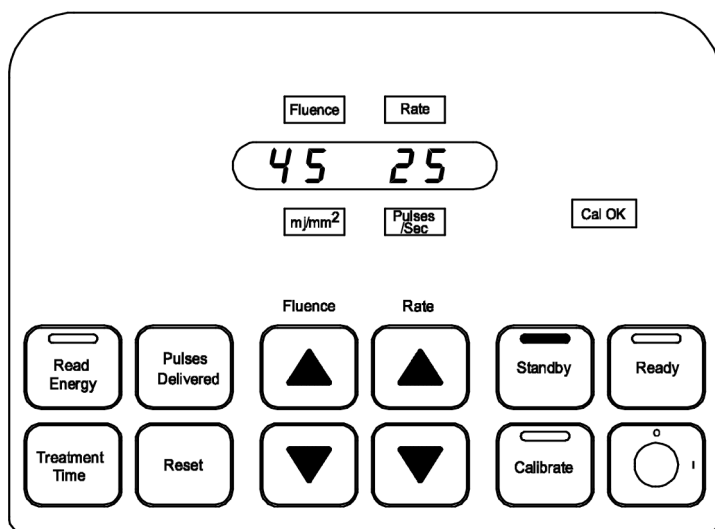 Fluence Rate
45 25
mj/mm² Pulses
/Sec
Cal OK
Fluence Rate
Read
Energy
Pulses
Delivered
Standby
Ready
Treatment
Time
Reset
Calibrate
O
I